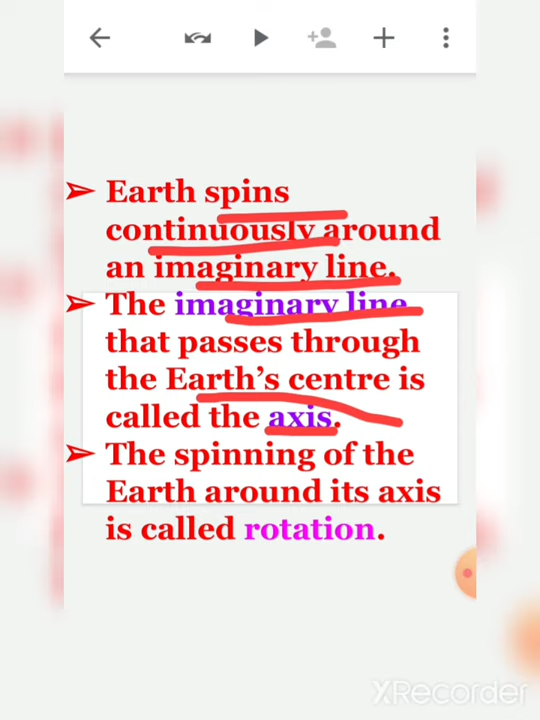 ➢ Earth spins
continuously around
an imaginary line.
➢ The imaginary line
that passes through
the Earth's centre is
called the axis.
➢ The spinning of the
Earth around its axis
is called rotation.
XRecorder